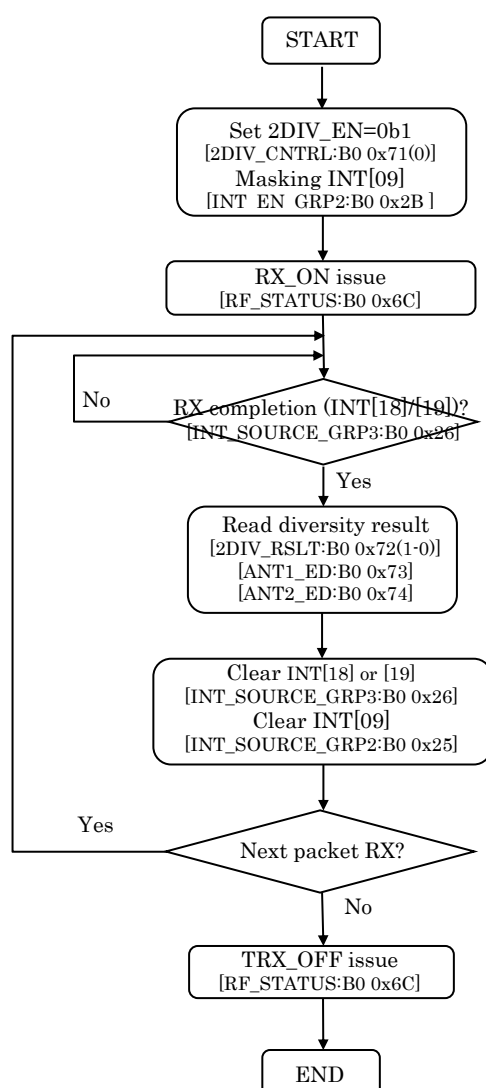 START
Set 2DIV_EN=0b1
[2DIV_CNTRL:B0 0x71(0)]
Masking INT[09]
[INT_EN_GRP2:B0 0x2B ]
RX_ON issue
[RF_STATUS:B0 0x6C]
No
RX completion (INT[18]/[19])?
[INT_SOURCE_GRP3:B0 0x26]
Yes
Read diversity result
[2DIV_RSLT:B0 0x72(1-0)]
[ANT1_ED:B0 0x73]
[ANT2_ED:B0 0x74]
Clear INT[18] or [19]
[INT_SOURCE_GRP3:B0 0x26]
Clear INT[09]
[INT_SOURCE_GRP2:B0 0x25]
Yes
Next packet RX?
No
TRX_OFF issue
[RF_STATUS:B0 0x6C]
END